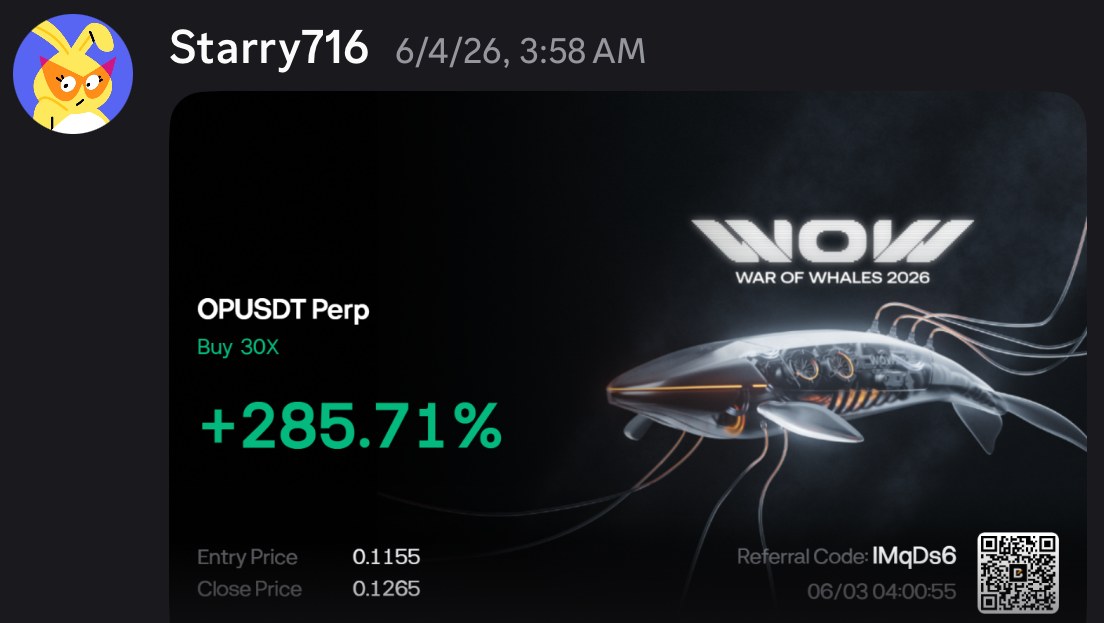 Starry716 6/4/26, 3:58 AM
WOW
WAR OF WHALES 2026
OPUSDT Perp
Buy 30X
+285.71%
Entry Price 0.1155
Close Price 0.1265
Referral Code: IMqDs6
06/03 04:00:55